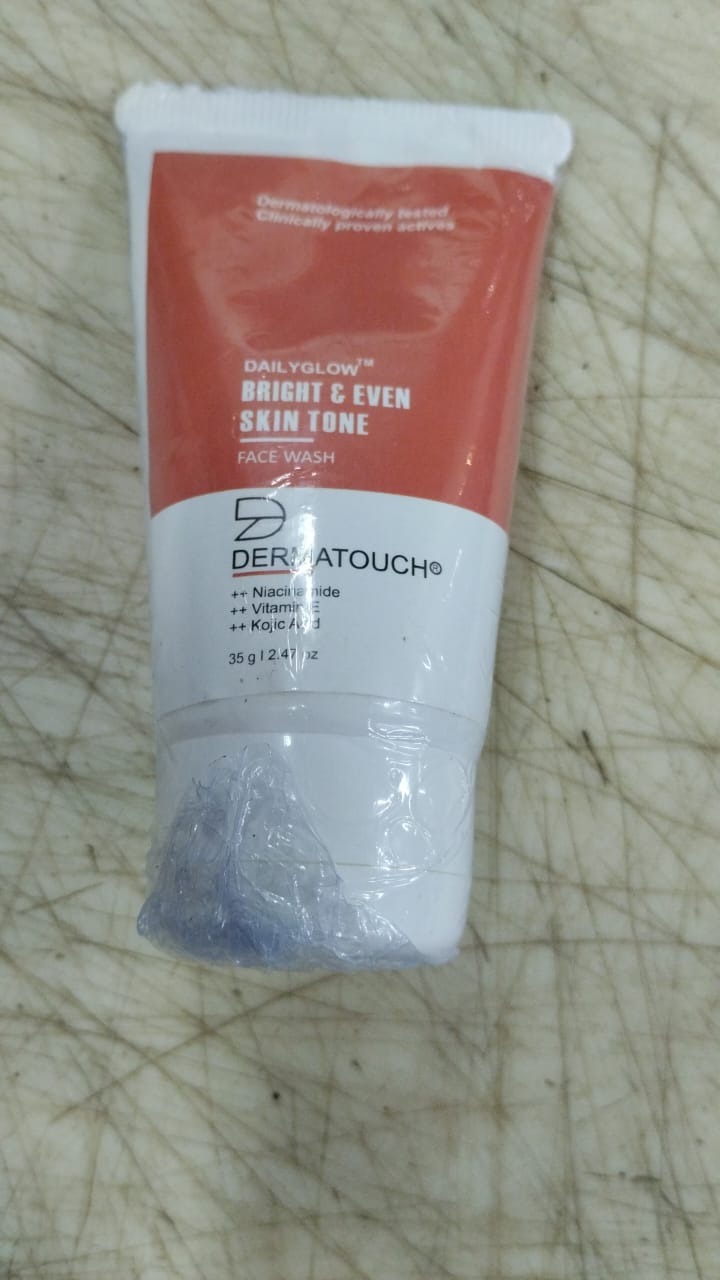 Dermatologically tested
Clinically proven actives
DAILYGLOW™
BRIGHT & EVEN
SKIN TONE
FACE WASH
DERMATOUCH®
++ Niacinamide
++ Vitamin E
++ Kojic Acid
35 g | 2.47 oz